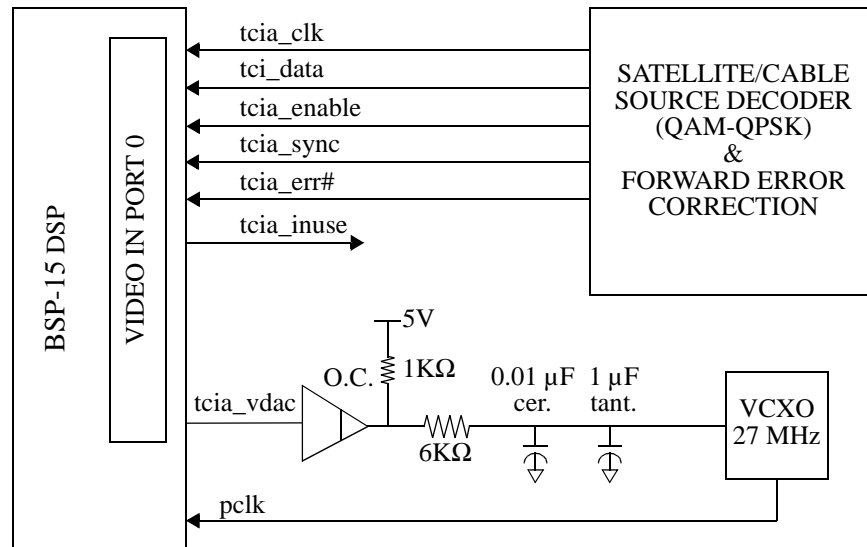 tcia_clk
tci_data
tcia_enable
tcia_sync
tcia_err#
tcia_inuse
SATELLITE/CABLE
SOURCE DECODER
(QAM-QPSK)
&
FORWARD ERROR
CORRECTION
BSP-15 DSP
VIDEO IN PORT 0
5V
O.C.
1KΩ
0.01 µF
cer.
1 µF
tant.
tcia_vdac
6KΩ
VCXO
27 MHz
pclk